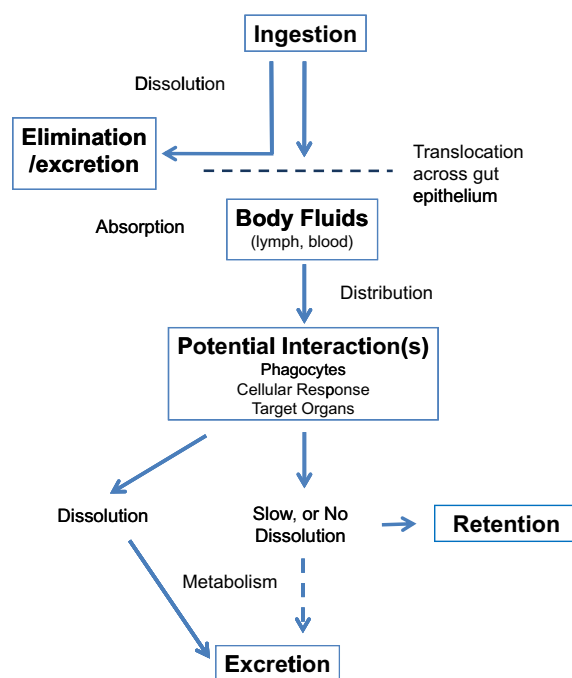 Ingestion
Dissolution
Elimination
/excretion
Translocation
across gut
epithelium
Absorption
Body Fluids
(lymph, blood)
Distribution
Potential Interaction(s)
Phagocytes
Cellular Response
Target Organs
Dissolution
Slow, or No
Dissolution
Retention
Metabolism
Excretion